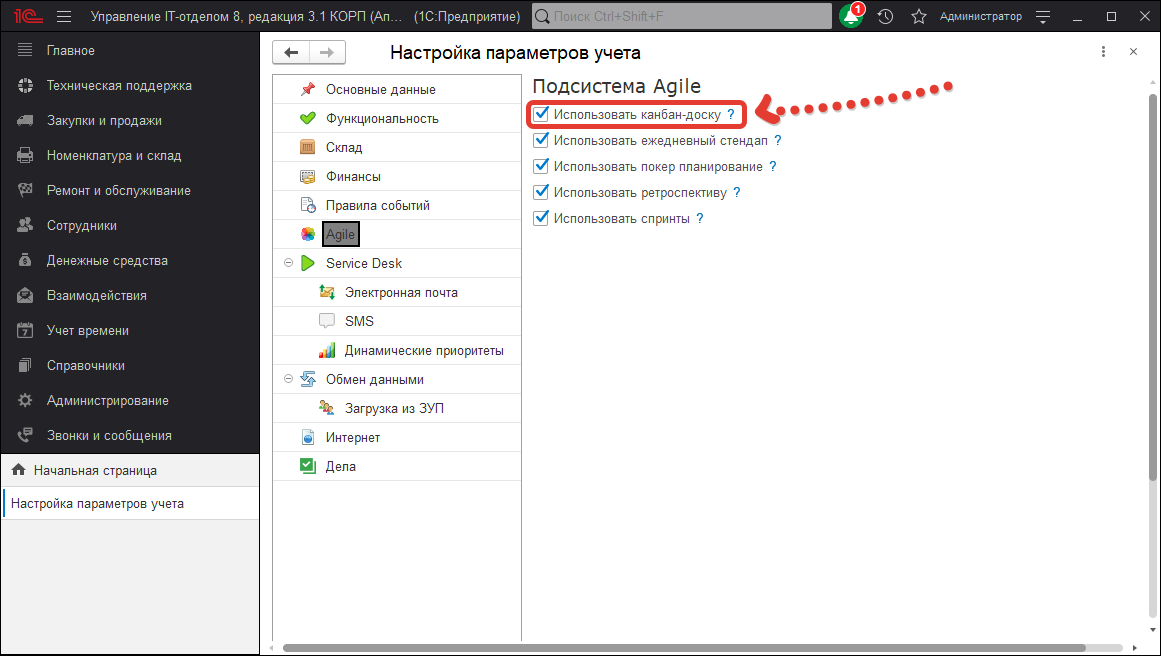 1С Управление IT-отделом 8, редакция 3.1 КОРП (Ап... (1С:Предприятие) Поиск Ctrl+Shift+F 1 Администратор
Главное
Техническая поддержка
Закупки и продажи
Номенклатура и склад
Ремонт и обслуживание
Сотрудники
Денежные средства
Взаимодействия
7 Учет времени
Справочники
Администрирование
Звонки и сообщения
Начальная страница
Настройка параметров учета
Настройка параметров учета
Основные данные
Функциональность
Склад
Финансы
Правила событий
Agile
Service Desk
Электронная почта
SMS
Динамические приоритеты
Обмен данными
Загрузка из ЗУП
Интернет
Дела
Подсистема Agile
Использовать канбан-доску ?
Использовать ежедневный стендап ?
Использовать покер планирование ?
Использовать ретроспективу ?
Использовать спринты ?